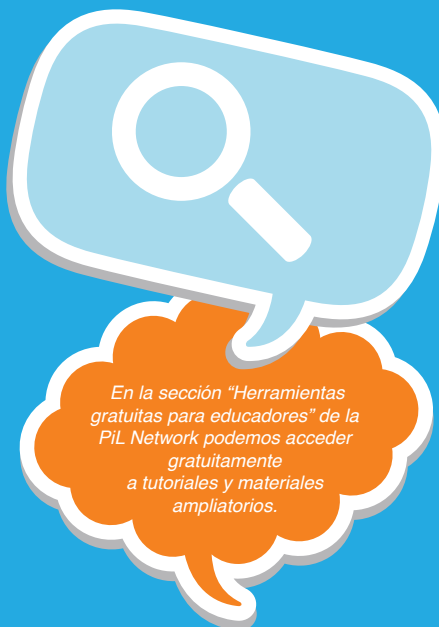 En la sección “Herramientas
gratuitas para educadores” de la
PiL Network podemos acceder
gratuitamente
a tutoriales y materiales
ampliatorios.